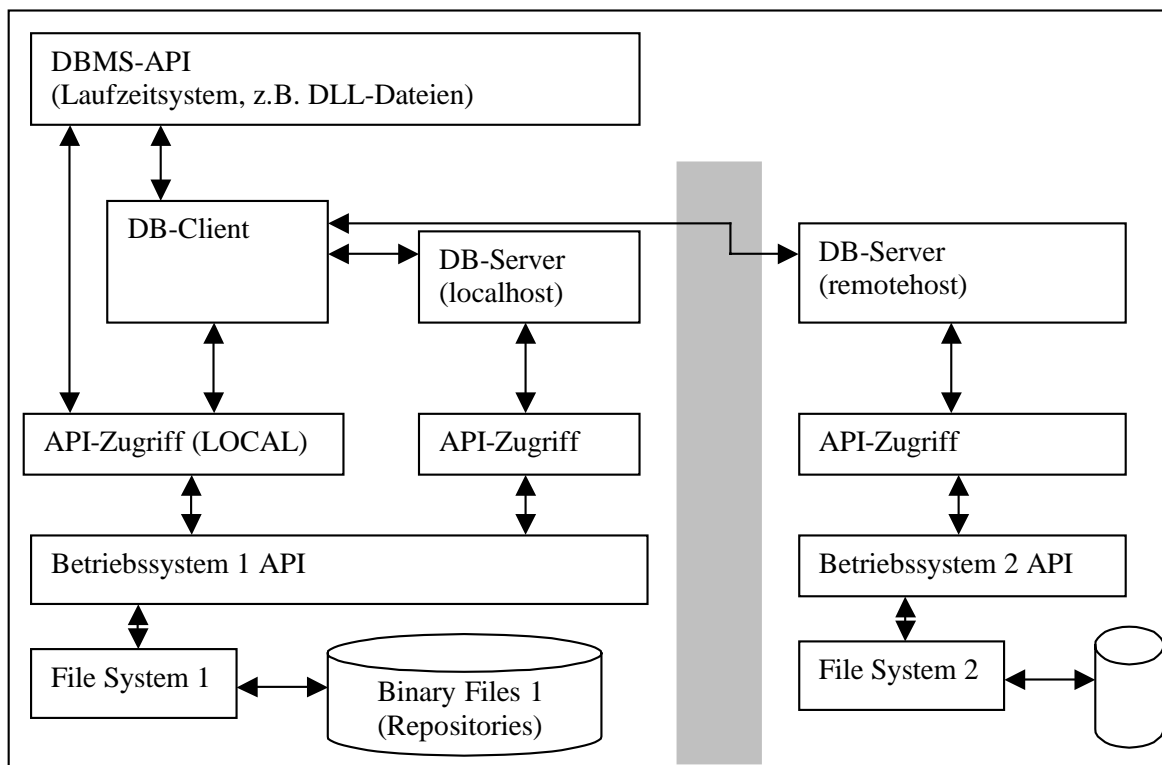 DBMS-API
(Laufzeitsystem, z.B. DLL-Dateien)
DB-Client
DB-Server
(localhost)
DB-Server
(remotehost)
API-Zugriff (LOCAL)
API-Zugriff
API-Zugriff
Betriebssystem 1 API
Betriebssystem 2 API
File System 1
Binary Files 1
(Repositories)
File System 2